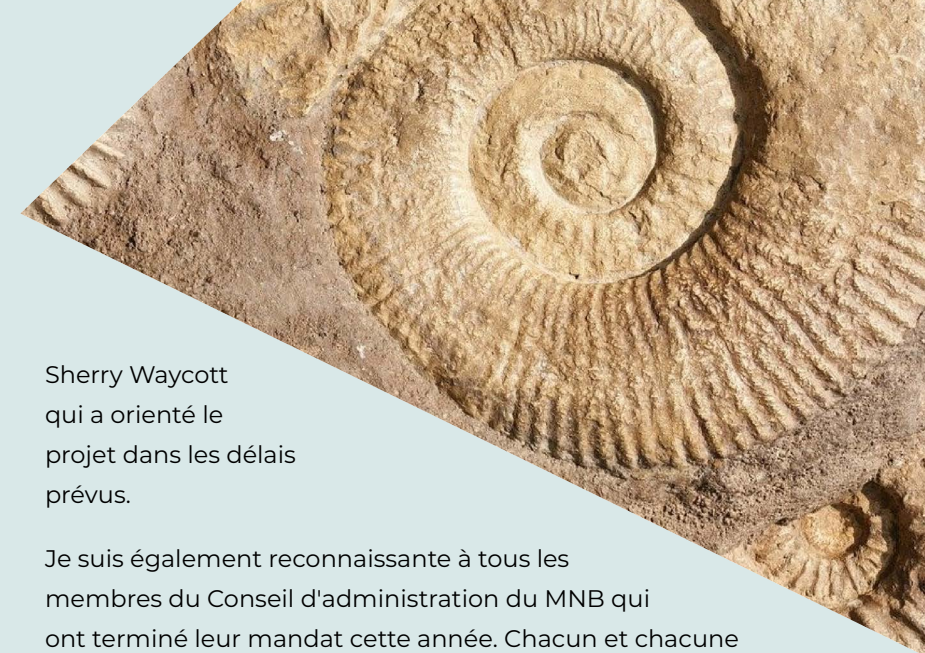 Sherry Waycott
qui a orienté le
projet dans les délais
prévus.
Je suis également reconnaissante à tous les
membres du Conseil d'administration du MNB qui
ont terminé leur mandat cette année. Chacun et chacune